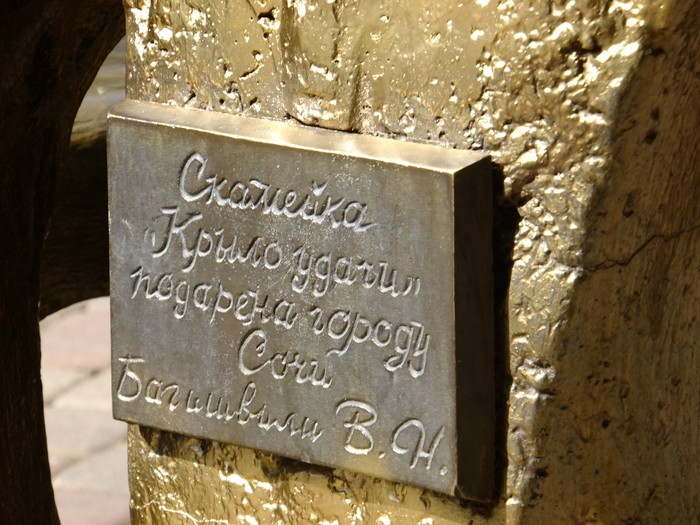 Скамейка
„Крыло удачи"
подарена городу
Сочи
Багишвили В. Н.